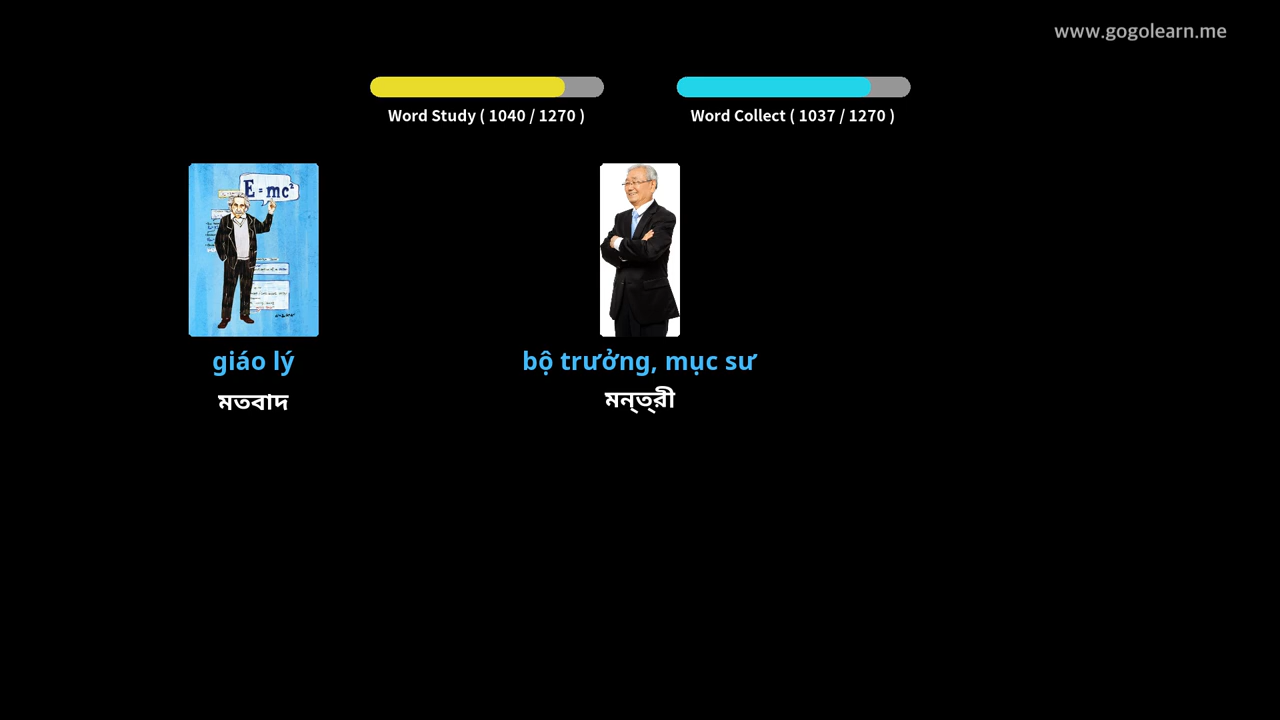 www.gogolearn.me
Word Study ( 1040 / 1270 )
Word Collect ( 1037 / 1270 )
E=mc²
giáo lý
bộ trưởng, mục sư
মতবাদ
মন্ত্রী